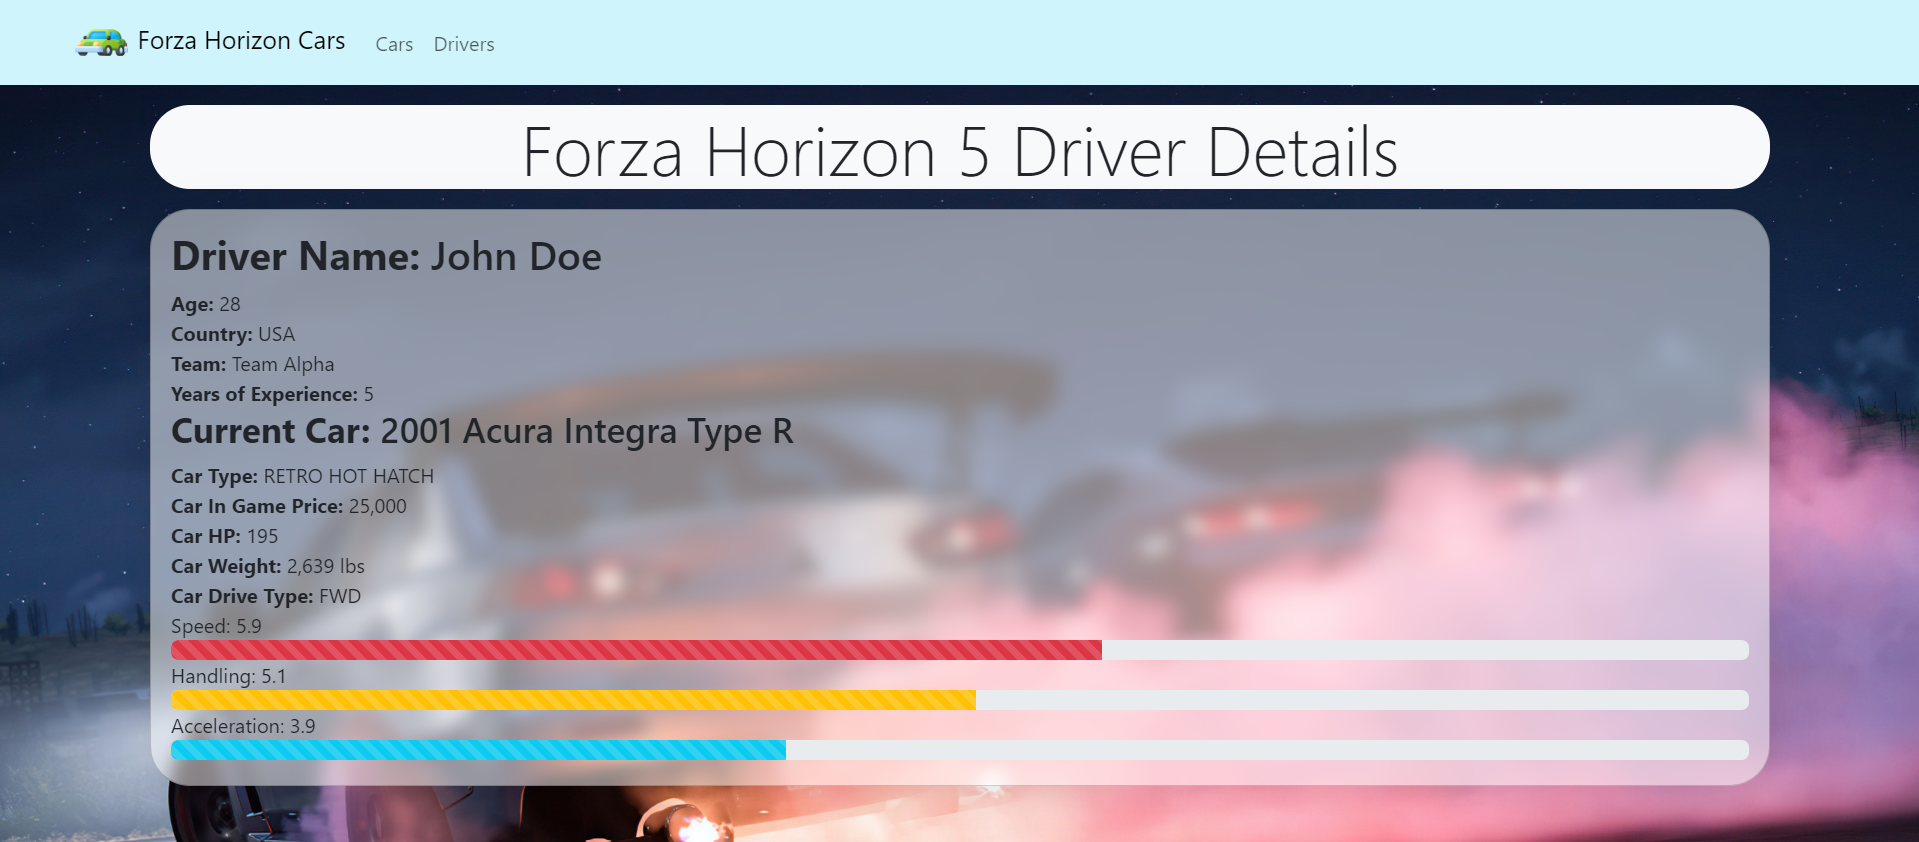 Forza Horizon Cars Cars Drivers
Forza Horizon 5 Driver Details
Driver Name: John Doe
Age: 28
Country: USA
Team: Team Alpha
Years of Experience: 5
Current Car: 2001 Acura Integra Type R
Car Type: RETRO HOT HATCH
Car In Game Price: 25,000
Car HP: 195
Car Weight: 2,639 lbs
Car Drive Type: FWD
Speed: 5.9
Handling: 5.1
Acceleration: 3.9